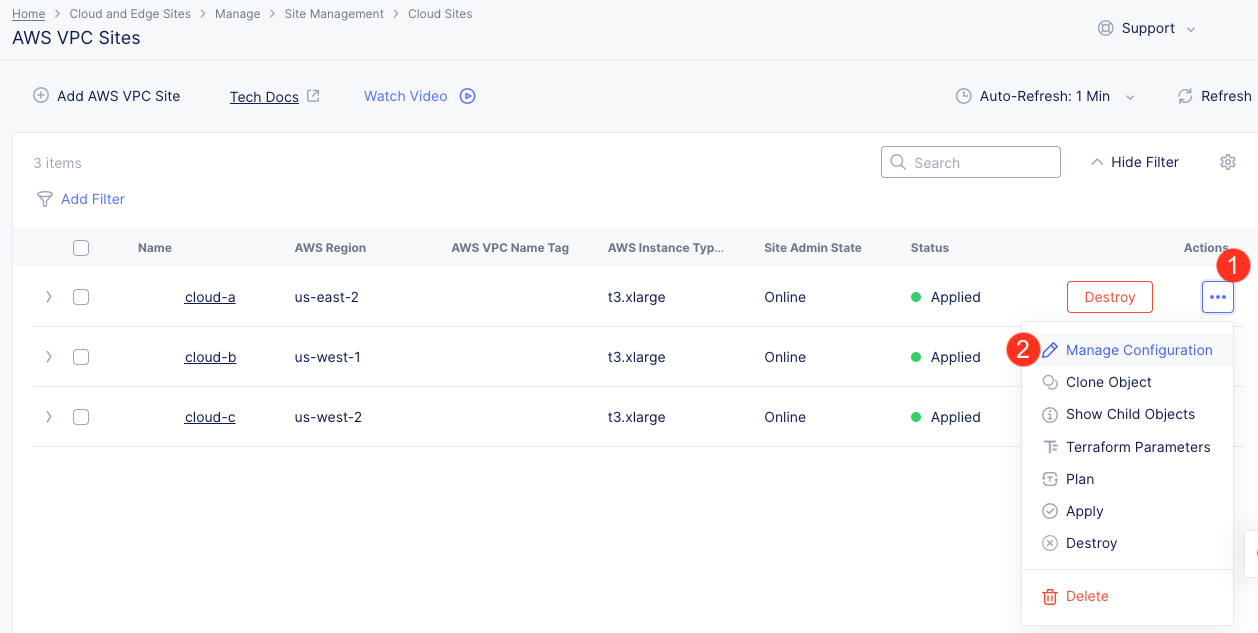 Home > Cloud and Edge Sites > Manage > Site Management > Cloud Sites
AWS VPC Sites
Support
Add AWS VPC Site Tech Docs Watch Video
Auto-Refresh: 1 Min Refresh
3 items
Search
Hide Filter
Add Filter
Name AWS Region AWS VPC Name Tag AWS Instance Typ... Site Admin State Status Actions
1
cloud-a us-east-2 t3.xlarge Online Applied Destroy
cloud-b us-west-1 t3.xlarge Online Applied
cloud-c us-west-2 t3.xlarge Online Applied
2 Manage Configuration
Clone Object
Show Child Objects
Terraform Parameters
Plan
Apply
Destroy
Delete